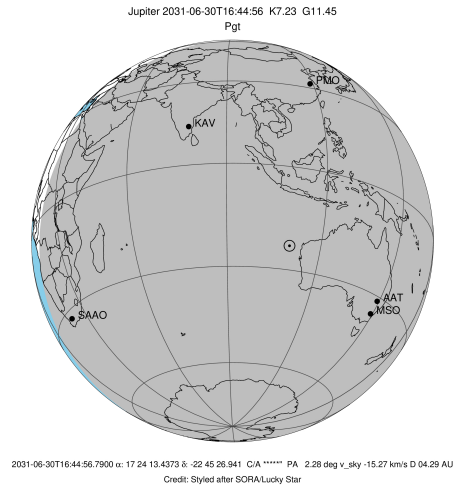 Jupiter 2031-06-30T16:44:56 K7.23 G11.45
Pgt
PMO
KAV
AAT
MSO
SAAO
2031-06-30T16:44:56.7900 α: 17 24 13.4373 δ: -22 45 26.941 C/A *****" PA 2.28 deg v_sky -15.27 km/s D 04.29 AU
Credit: Styled after SORA/Lucky Star